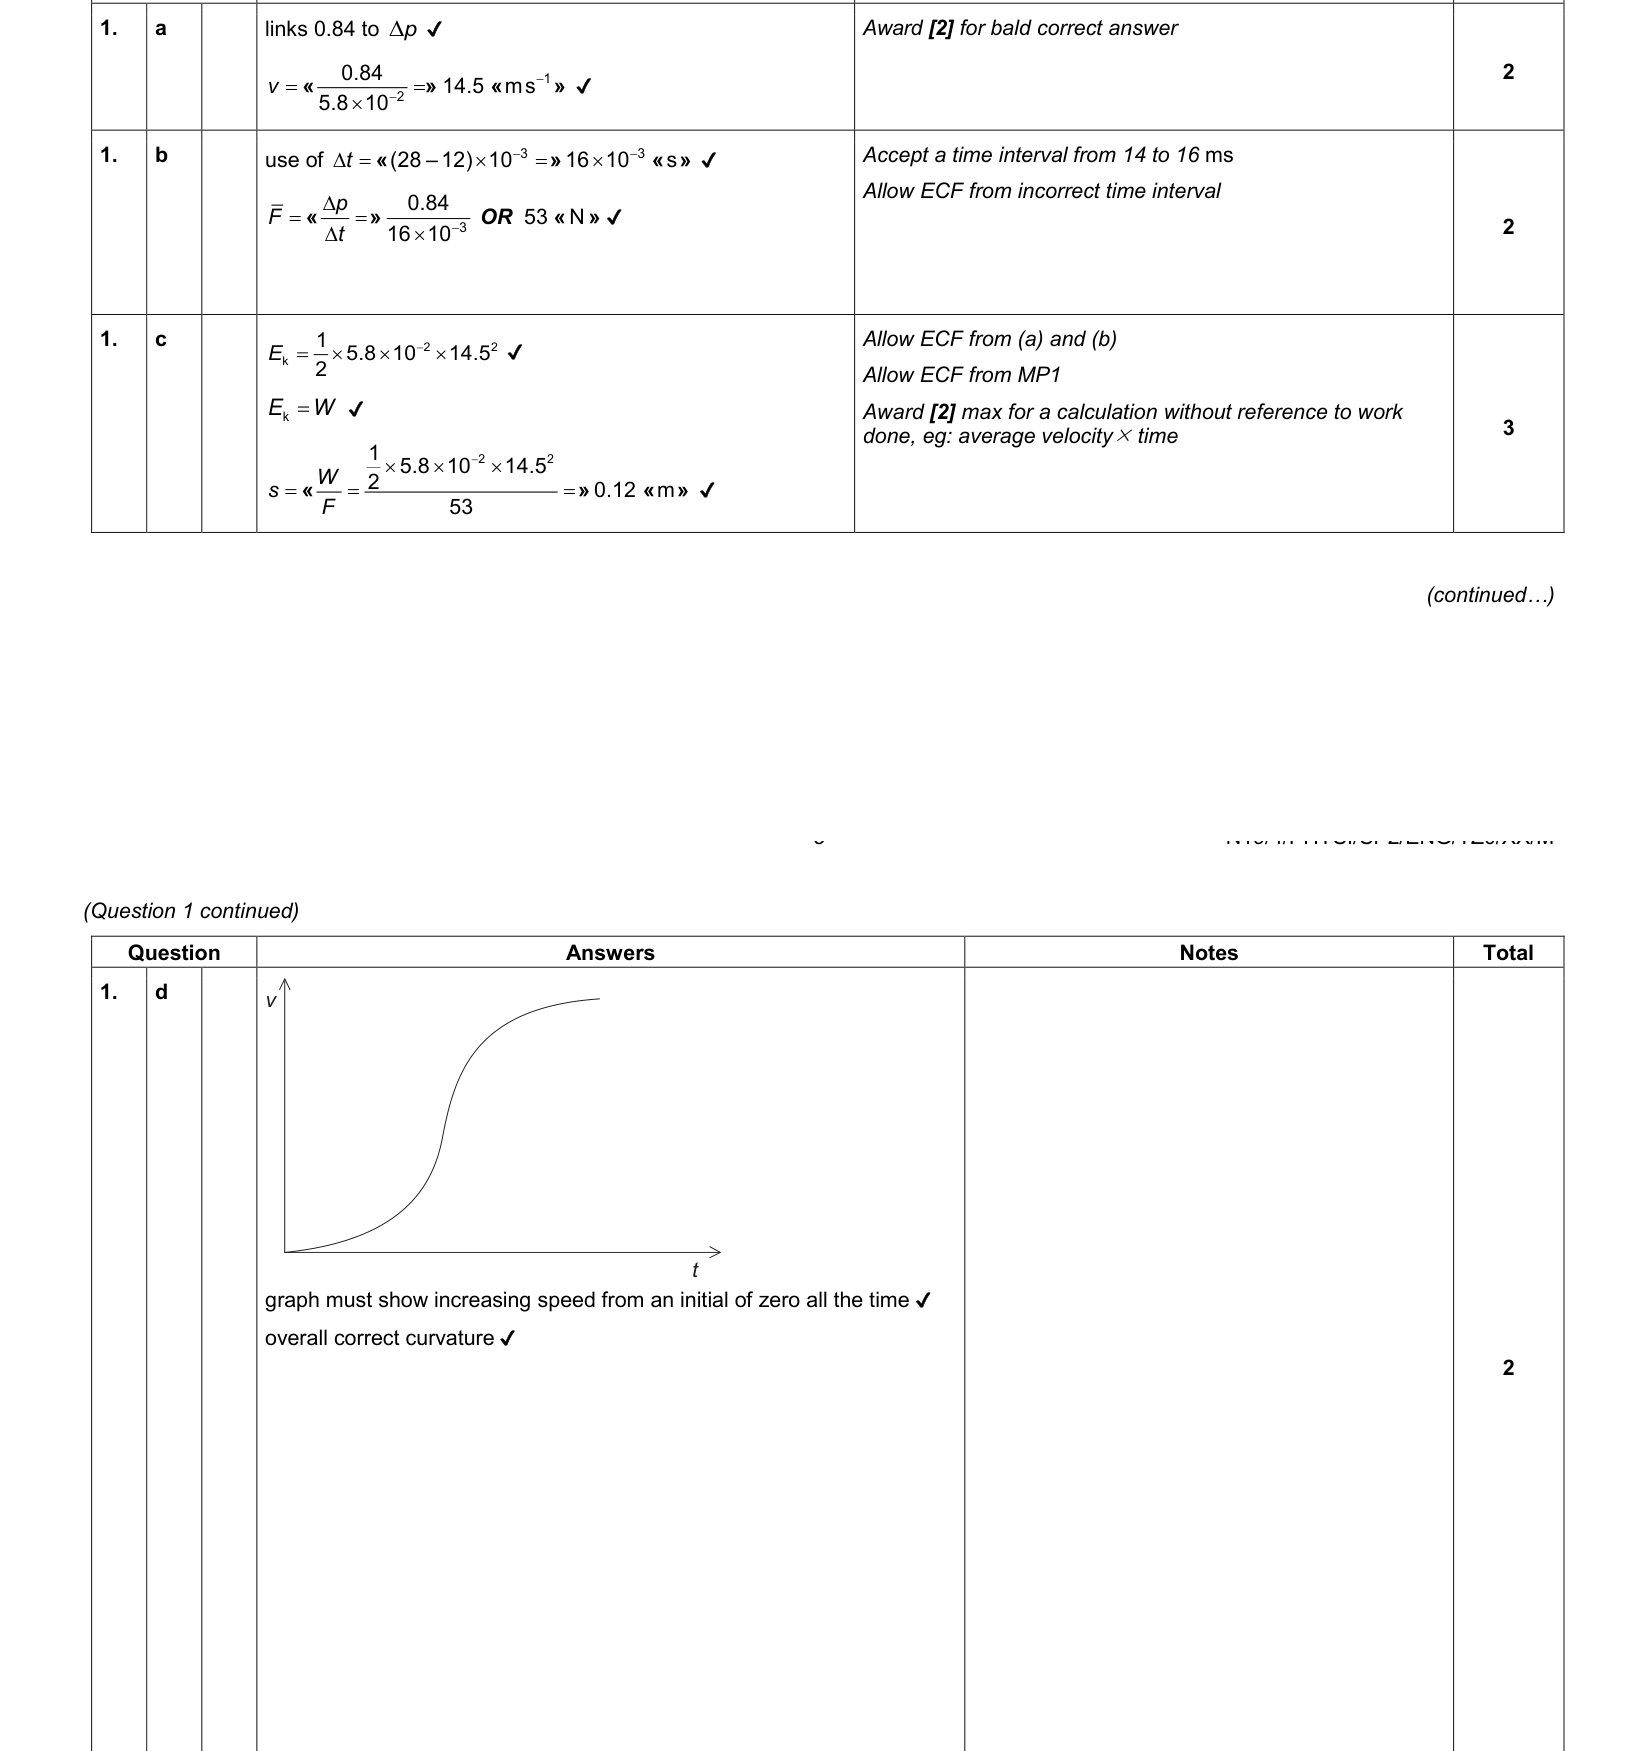 1. a links 0.84 to Δp ✓ Award [2] for bald correct answer
v = « 0.84 / 5.8×10⁻² =» 14.5 «m s⁻¹» ✓
2
1. b use of Δt = «(28 – 12)×10⁻³ =» 16×10⁻³ «s» ✓ Accept a time interval from 14 to 16 ms
Allow ECF from incorrect time interval
F̄ = « Δp / Δt =» 0.84 / 16×10⁻³ OR 53 «N» ✓
2
1. c Eₖ = 1/2 × 5.8×10⁻² × 14.5² ✓ Allow ECF from (a) and (b)
Allow ECF from MP1
Eₖ = W ✓ Award [2] max for a calculation without reference to work
done, eg: average velocity × time
3
s = « W / F = 1/2 × 5.8×10⁻² × 14.5² / 53 =» 0.12 «m» ✓
(continued…)
(Question 1 continued)
Question Answers Notes Total
1. d
v
t
graph must show increasing speed from an initial of zero all the time ✓
overall correct curvature ✓
2